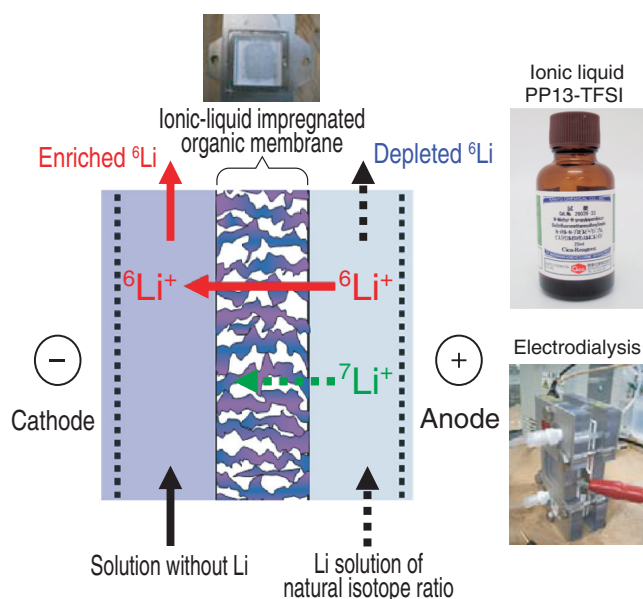 Ionic liquid
PP13-TFSI
Ionic-liquid impregnated
organic membrane
Enriched ⁶Li
Depleted ⁶Li
⁶Li⁺
⁶Li⁺
⁷Li⁺
−
Cathode
+
Anode
Electrodialysis
Solution without Li
Li solution of
natural isotope ratio